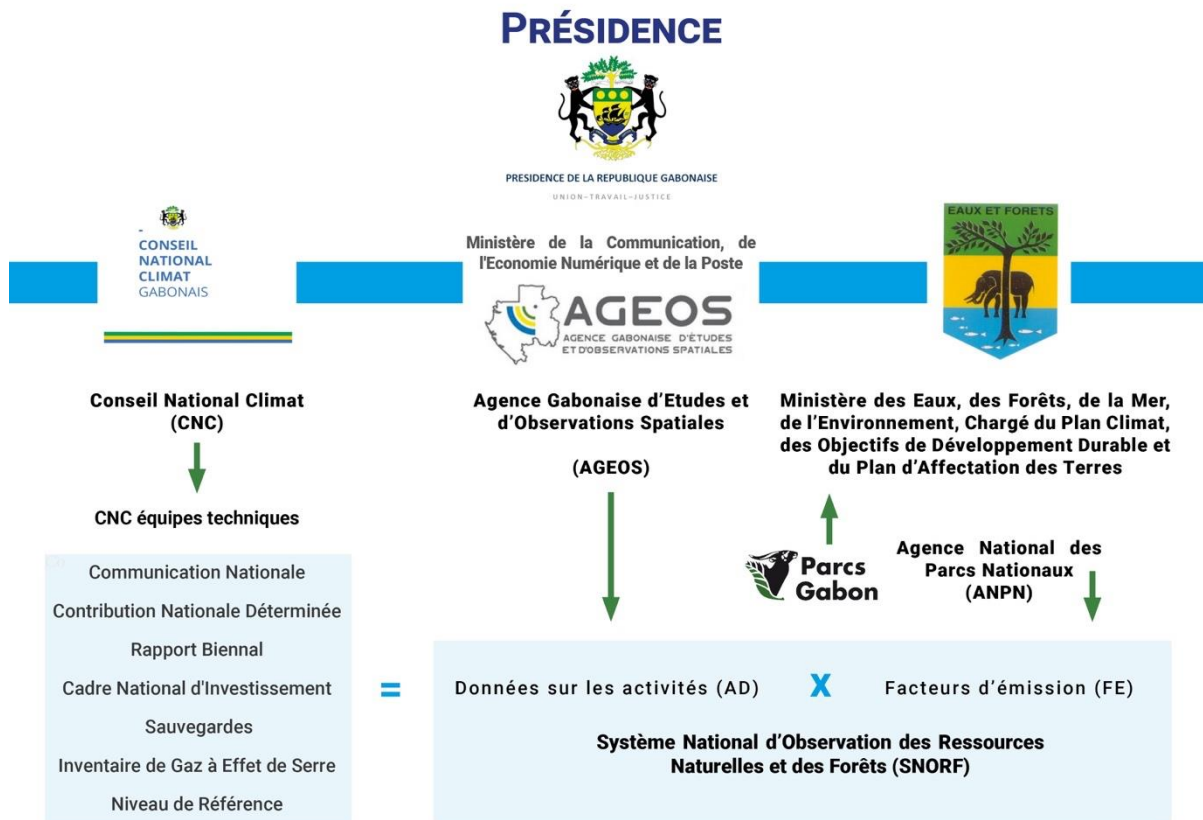 PRÉSIDENCE
PRESIDENCE DE LA REPUBLIQUE GABONAISE
UNION–TRAVAIL–JUSTICE
CONSEIL
NATIONAL
CLIMAT
GABONAIS
Ministère de la Communication, de
l'Economie Numérique et de la Poste
AGEOS
AGENCE GABONAISE D'ÉTUDES
ET D'OBSERVATIONS SPATIALES
EAUX ET FORETS
Conseil National Climat
(CNC)
Agence Gabonaise d'Etudes et
d'Observations Spatiales
(AGEOS)
Ministère des Eaux, des Forêts, de la Mer,
de l'Environnement, Chargé du Plan Climat,
des Objectifs de Développement Durable et
du Plan d'Affectation des Terres
CNC équipes techniques
Parcs
Gabon
Agence National des
Parcs Nationaux
(ANPN)
Communication Nationale
Contribution Nationale Déterminée
Rapport Biennal
Cadre National d'Investissement
Sauvegardes
Inventaire de Gaz à Effet de Serre
Niveau de Référence
=
Données sur les activités (AD) X Facteurs d'émission (FE)
Système National d'Observation des Ressources
Naturelles et des Forêts (SNORF)